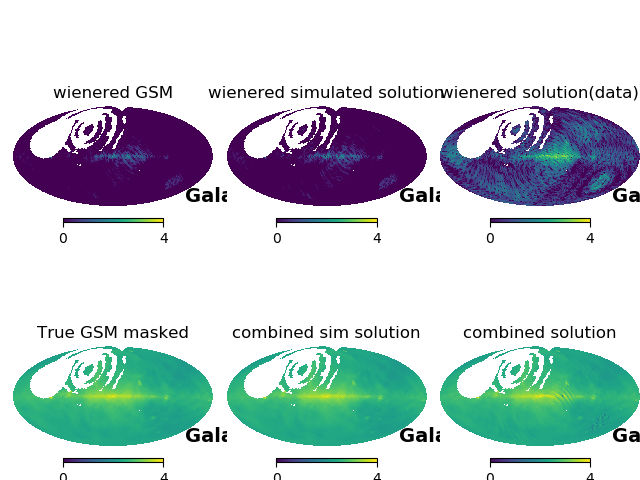 wienered GSM
wienered simulated solution
wienered solution(data)
Gala
Gala
Ga
0 4
0 4
0 4
True GSM masked
combined sim solution
combined solution
Gala
Gala
Ga
0 4
0 4
0 4